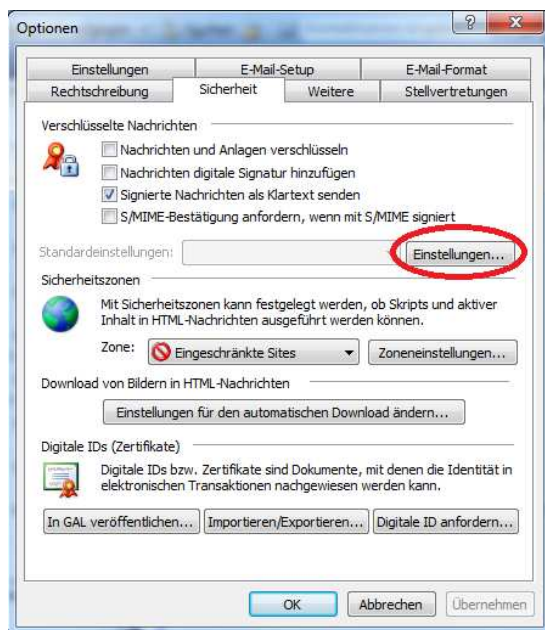 Optionen
Einstellungen
E-Mail-Setup
E-Mail-Format
Rechtschreibung
Sicherheit
Weitere
Stellvertretungen
Verschlüsselte Nachrichten
Nachrichten und Anlagen verschlüsseln
Nachrichten digitale Signatur hinzufügen
Signierte Nachrichten als Klartext senden
S/MIME-Bestätigung anfordern, wenn mit S/MIME signiert
Standardeinstellungen:
Einstellungen...
Sicherheitszonen
Mit Sicherheitszonen kann festgelegt werden, ob Skripts und aktiver
Inhalt in HTML-Nachrichten ausgeführt werden können.
Zone:
Eingeschränkte Sites
Zoneneinstellungen...
Download von Bildern in HTML-Nachrichten
Einstellungen für den automatischen Download ändern...
Digitale IDs (Zertifikate)
Digitale IDs bzw. Zertifikate sind Dokumente, mit denen die Identität in
elektronischen Transaktionen nachgewiesen werden kann.
In GAL veröffentlichen...
Importieren/Exportieren...
Digitale ID anfordern...
OK
Abbrechen
Übernehmen